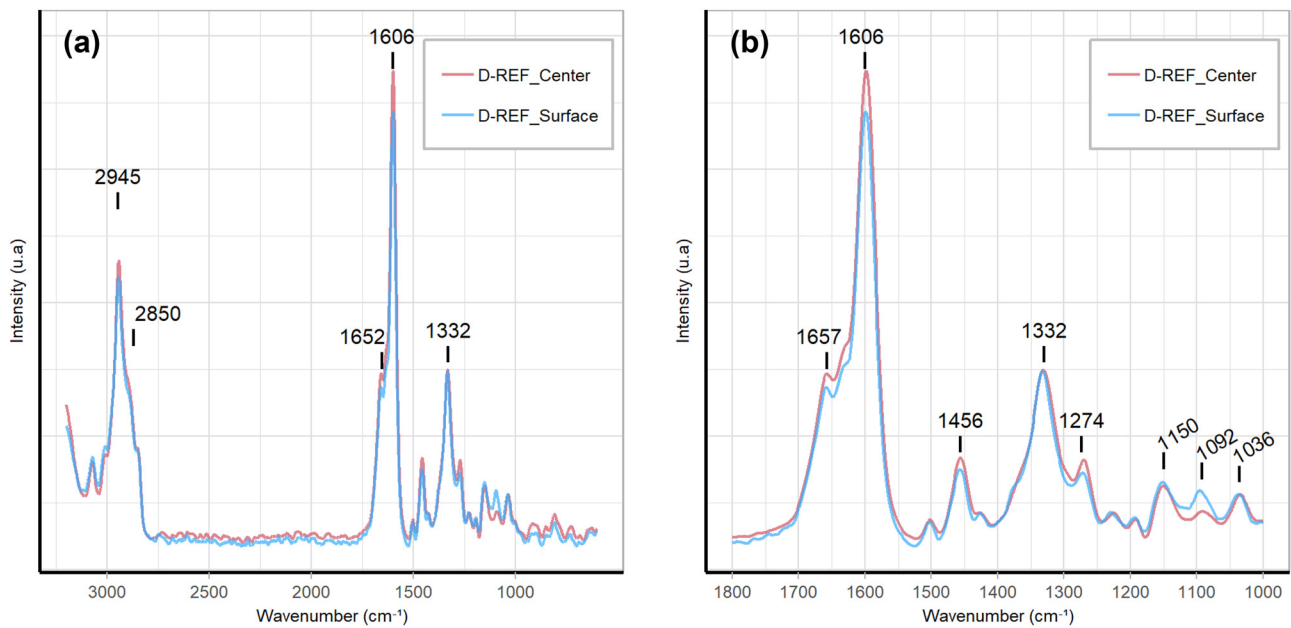 (a)
1606
D-REF_Center
D-REF_Surface
2945
2850
1652
1332
Intensity (u.a)
3000
2500
2000
1500
1000
Wavenumber (cm⁻¹)
(b)
1606
D-REF_Center
D-REF_Surface
1657
1332
1456
1274
1150
1092
1036
Intensity (u.a)
1800
1700
1600
1500
1400
1300
1200
1100
1000
Wavenumber (cm⁻¹)